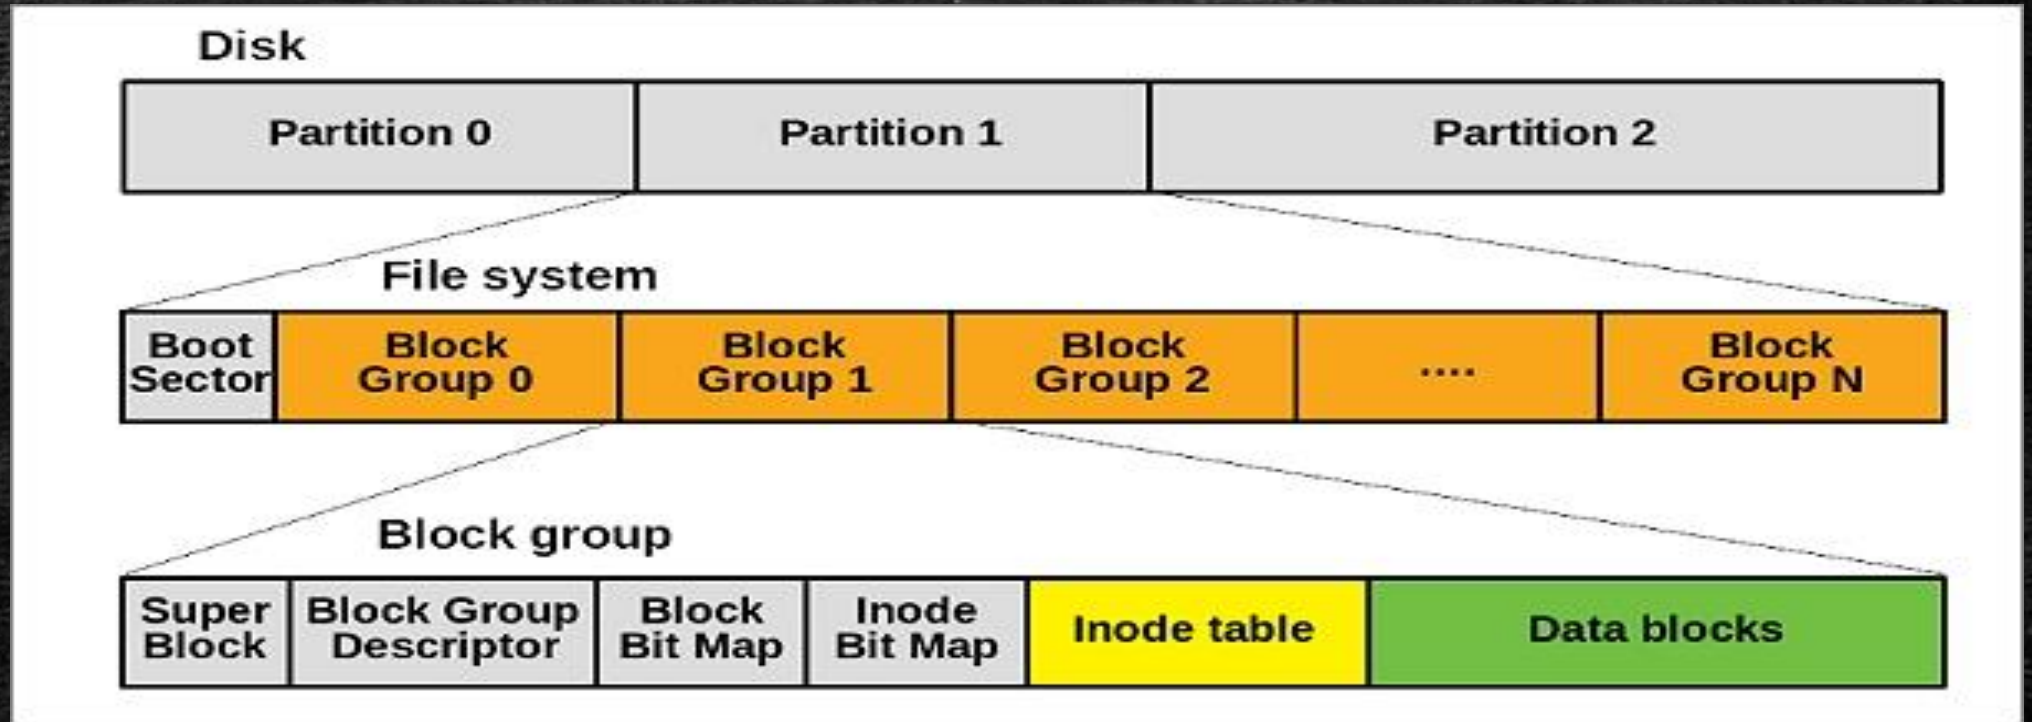 Disk
Partition 0
Partition 1
Partition 2
File system
Boot
Sector
Block
Group 0
Block
Group 1
Block
Group 2
....
Block
Group N
Block group
Super
Block
Block Group
Descriptor
Block
Bit Map
Inode
Bit Map
Inode table
Data blocks